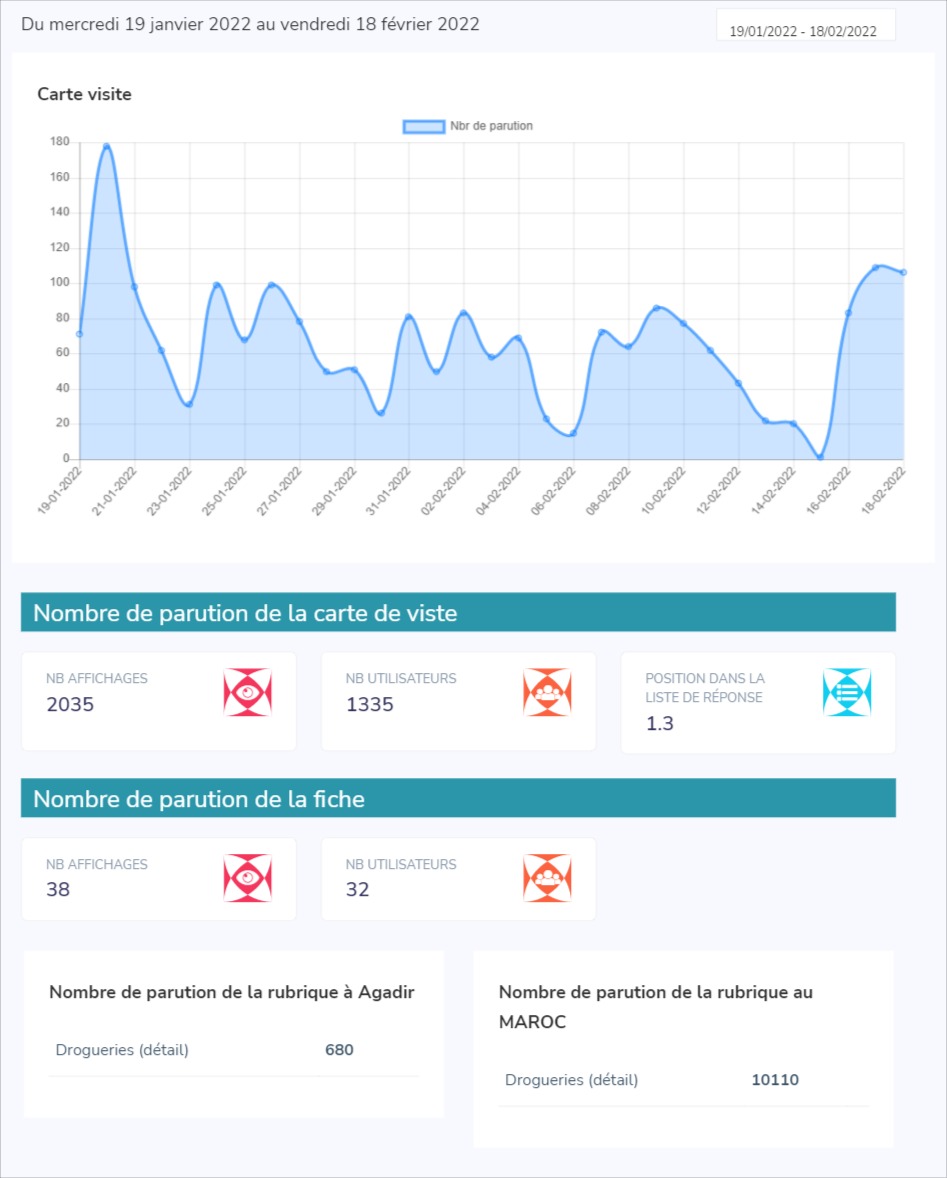 Du mercredi 19 janvier 2022 au vendredi 18 février 2022
19/01/2022 - 18/02/2022
Carte visite
Nbr de parution
180
160
140
120
100
80
60
40
20
0
19-01-2022
21-01-2022
23-01-2022
25-01-2022
27-01-2022
29-01-2022
31-01-2022
02-02-2022
04-02-2022
06-02-2022
08-02-2022
10-02-2022
12-02-2022
14-02-2022
16-02-2022
18-02-2022
Nombre de parution de la carte de viste
NB AFFICHAGES
2035
NB UTILISATEURS
1335
POSITION DANS LA
LISTE DE RÉPONSE
1.3
Nombre de parution de la fiche
NB AFFICHAGES
38
NB UTILISATEURS
32
Nombre de parution de la rubrique à Agadir
Drogueries (détail) 680
Nombre de parution de la rubrique au
MAROC
Drogueries (détail) 10110